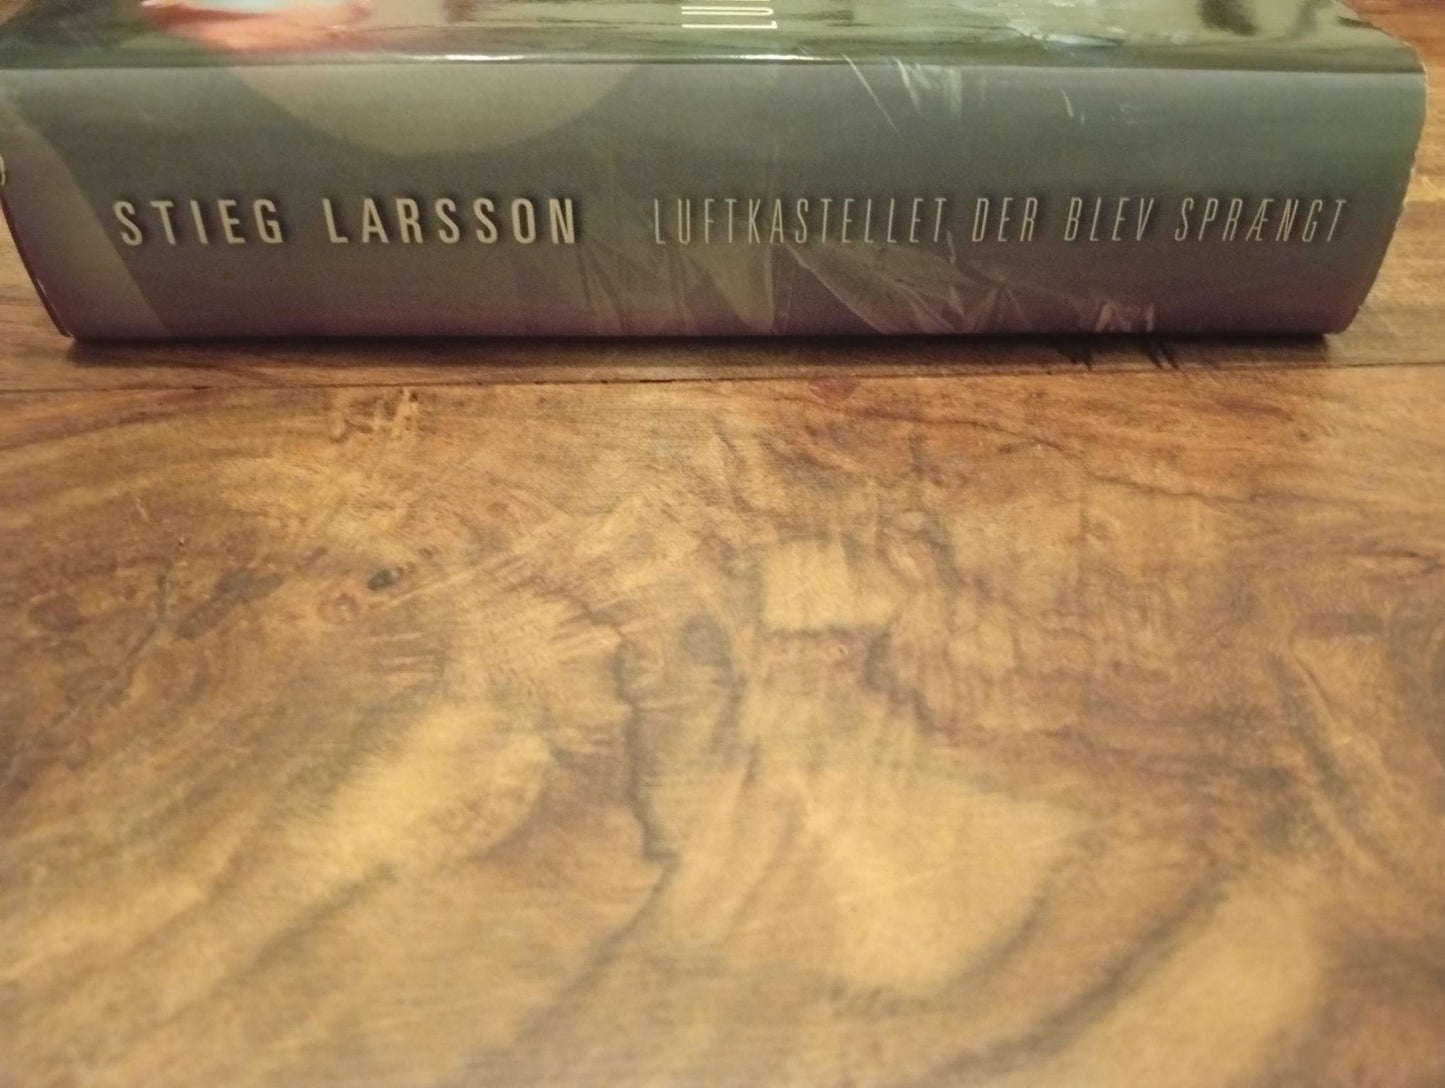 STIEG LARSSON LUFTKASTELLET DER BLEV SPRÆNGT